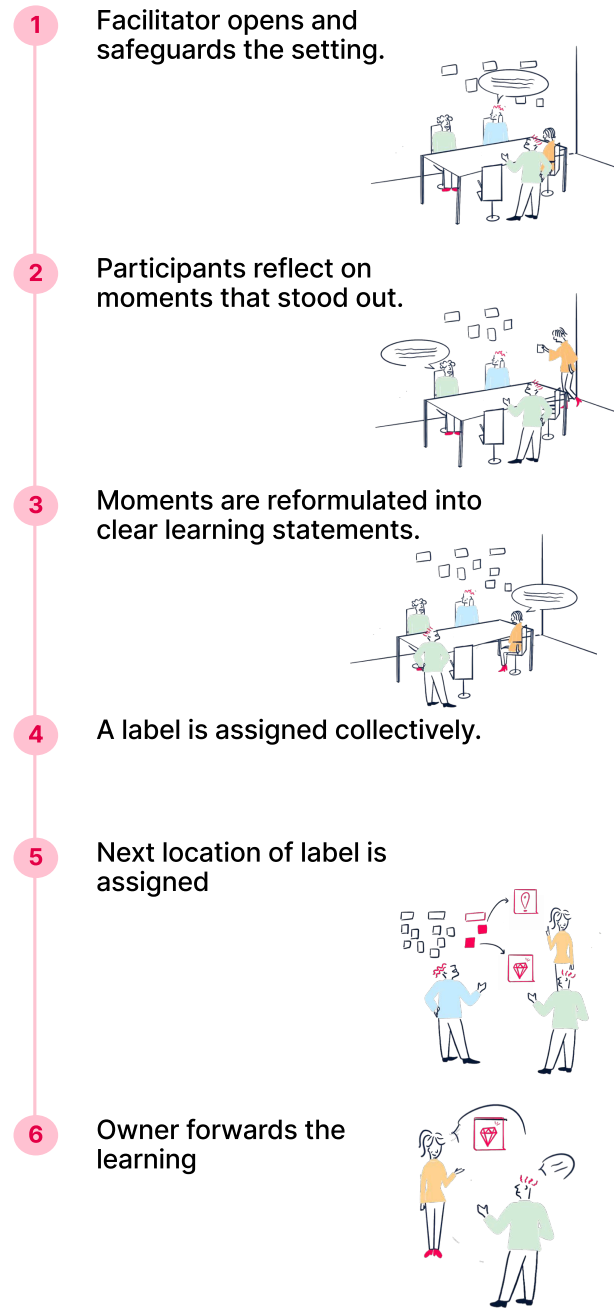 1
Facilitator opens and
safeguards the setting.
2
Participants reflect on
moments that stood out.
3
Moments are reformulated into
clear learning statements.
4
A label is assigned collectively.
5
Next location of label is
assigned
6
Owner forwards the
learning